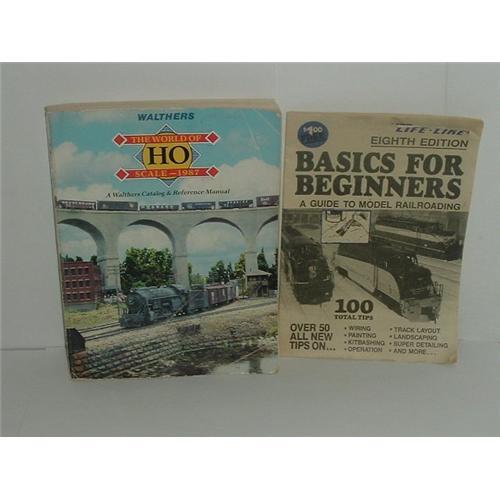 WALTHERS
THE WORLD OF
HO
SCALE—1987
A Walthers Catalog & Reference Manual
$1.00
LIFE-LIKE
EIGHTH EDITION
BASICS FOR
BEGINNERS
A GUIDE TO MODEL RAILROADING
100
TOTAL TIPS
OVER 50
ALL NEW
TIPS ON...
• WIRING
• PAINTING
• KITBASHING
• OPERATION
• TRACK LAYOUT
• LANDSCAPING
• SUPER DETAILING
• AND MORE....